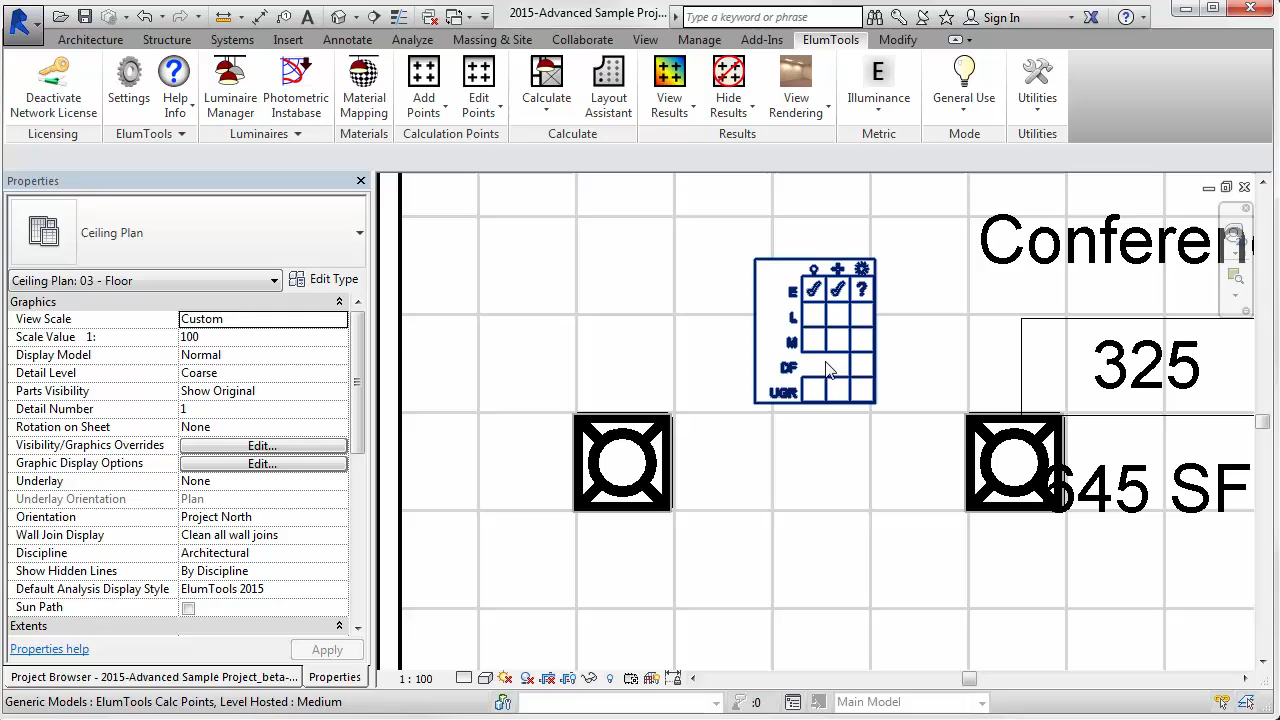 2015-Advanced Sample Proj...
Type a keyword or phrase
Sign In
Architecture
Structure
Systems
Insert
Annotate
Analyze
Massing & Site
Collaborate
View
Manage
Add-Ins
ElumTools
Modify
Deactivate
Network License
Settings
Help
Info
Luminaire
Manager
Photometric
Instabase
Material
Mapping
Add
Points
Edit
Points
Calculate
Layout
Assistant
View
Results
Hide
Results
View
Rendering
E
Illuminance
General Use
Utilities
Licensing
ElumTools
Luminaires
Materials
Calculation Points
Calculate
Results
Metric
Mode
Utilities
Properties
Ceiling Plan
Ceiling Plan: 03 - Floor
Edit Type
Graphics
View Scale Custom
Scale Value 1: 100
Display Model Normal
Detail Level Coarse
Parts Visibility Show Original
Detail Number 1
Rotation on Sheet None
Visibility/Graphics Overrides Edit...
Graphic Display Options Edit...
Underlay None
Underlay Orientation Plan
Orientation Project North
Wall Join Display Clean all wall joins
Discipline Architectural
Show Hidden Lines By Discipline
Default Analysis Display Style ElumTools 2015
Sun Path
Extents
Properties help
Apply
Project Browser - 2015-Advanced Sample Project_beta-...
Properties
E ?
L
M
DF
UGR
Conferen
325
645 SF
1 : 100
Generic Models : ElumTools Calc Points, Level Hosted : Medium
:0
Main Model